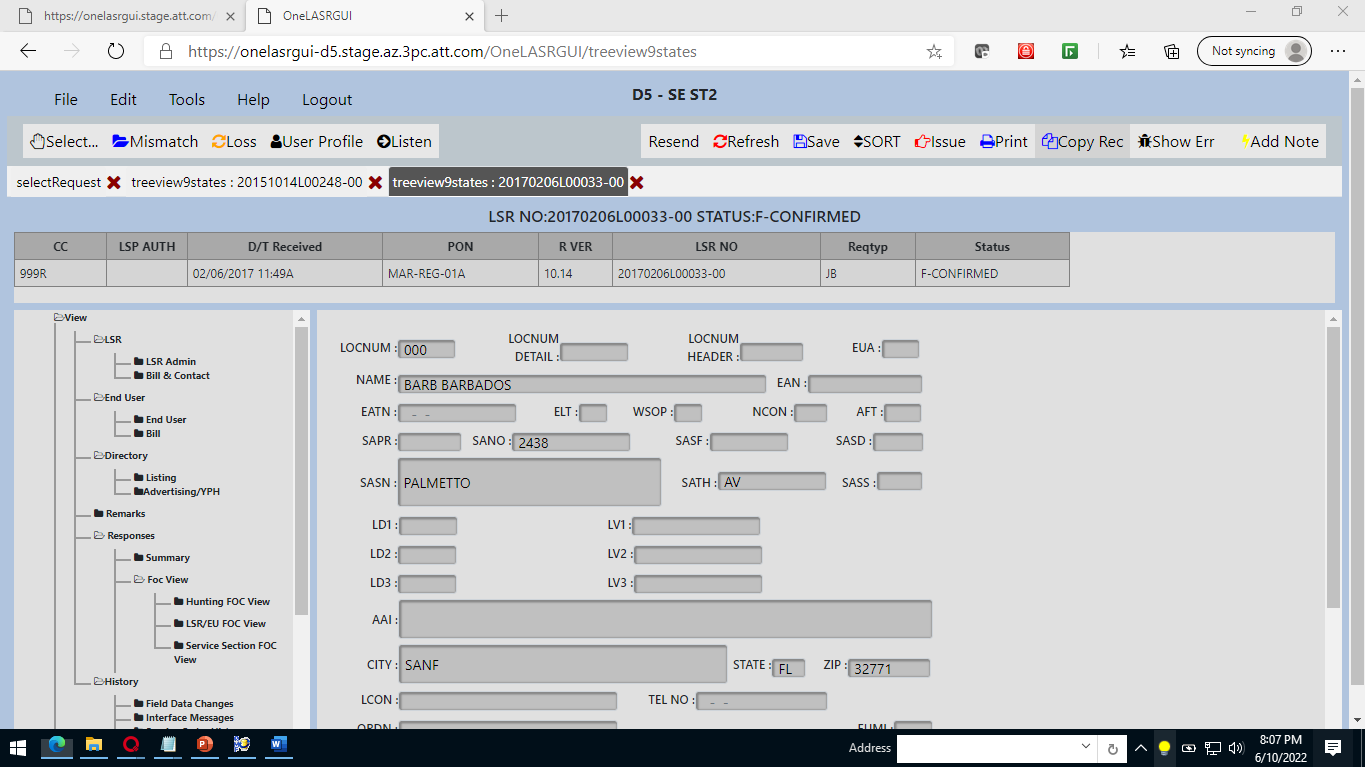 https://onelasrgui.stage.att.com/
OneLASRGUI
https://onelasrgui-d5.stage.az.3pc.att.com/OneLASRGUI/treeview9states
Not syncing
File Edit Tools Help Logout
D5 - SE ST2
Select... Mismatch Loss User Profile Listen
Resend Refresh Save SORT Issue Print Copy Rec Show Err Add Note
selectRequest treeview9states : 20151014L00248-00 treeview9states : 20170206L00033-00
LSR NO:20170206L00033-00 STATUS:F-CONFIRMED
CC LSP AUTH D/T Received PON R VER LSR NO Reqtyp Status
999R 02/06/2017 11:49A MAR-REG-01A 10.14 20170206L00033-00 JB F-CONFIRMED
View
LSR
LSR Admin
Bill & Contact
End User
End User
Bill
Directory
Listing
Advertising/YPH
Remarks
Responses
Summary
Foc View
Hunting FOC View
LSR/EU FOC View
Service Section FOC
View
History
Field Data Changes
Interface Messages
LOCNUM : 000 LOCNUM DETAIL : LOCNUM HEADER : EUA :
NAME : BARB BARBADOS EAN :
EATN : - - ELT : WSOP : NCON : AFT :
SAPR : SANO : 2438 SASF : SASD :
SASN : PALMETTO SATH : AV SASS :
LD1 : LV1 :
LD2 : LV2 :
LD3 : LV3 :
AAI :
CITY : SANF STATE : FL ZIP : 32771
LCON : TEL NO : - -
Address
8:07 PM
6/10/2022